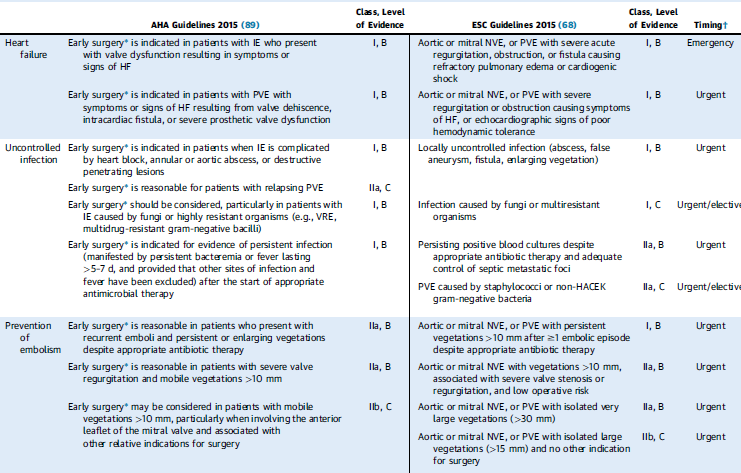 AHA Guidelines 2015 (89)
Class, Level
of Evidence
ESC Guidelines 2015 (68)
Class, Level
of Evidence
Timing†
Heart
failure
Early surgery* is indicated in patients with IE who present
with valve dysfunction resulting in symptoms or
signs of HF
I, B
Aortic or mitral NVE, or PVE with severe acute
regurgitation, obstruction, or fistula causing
refractory pulmonary edema or cardiogenic
shock
I, B
Emergency
Early surgery* is indicated in patients with PVE with
symptoms or signs of HF resulting from valve dehiscence,
intracardiac fistula, or severe prosthetic valve dysfunction
I, B
Aortic or mitral NVE, or PVE with severe
regurgitation or obstruction causing symptoms
of HF, or echocardiographic signs of poor
hemodynamic tolerance
I, B
Urgent
Uncontrolled
infection
Early surgery* is indicated in patients when IE is complicated
by heart block, annular or aortic abscess, or destructive
penetrating lesions
I, B
Locally uncontrolled infection (abscess, false
aneurysm, fistula, enlarging vegetation)
I, B
Urgent
Early surgery* is reasonable for patients with relapsing PVE
IIa, C
Early surgery* should be considered, particularly in patients with
IE caused by fungi or highly resistant organisms (e.g., VRE,
multidrug-resistant gram-negative bacilli)
I, B
Infection caused by fungi or multiresistant
organisms
I, C
Urgent/elective
Early surgery* is indicated for evidence of persistent infection
(manifested by persistent bacteremia or fever lasting
>5-7 d, and provided that other sites of infection and
fever have been excluded) after the start of appropriate
antimicrobial therapy
I, B
Persisting positive blood cultures despite
appropriate antibiotic therapy and adequate
control of septic metastatic foci
IIa, B
Urgent
PVE caused by staphylococci or non-HACEK
gram-negative bacteria
IIa, C
Urgent/elective
Prevention
of
embolism
Early surgery* is reasonable in patients who present with
recurrent emboli and persistent or enlarging vegetations
despite appropriate antibiotic therapy
IIa, B
Aortic or mitral NVE, or PVE with persistent
vegetations >10 mm after ≥1 embolic episode
despite appropriate antibiotic therapy
I, B
Urgent
Early surgery* is reasonable in patients with severe valve
regurgitation and mobile vegetations >10 mm
IIa, B
Aortic or mitral NVE with vegetations >10 mm,
associated with severe valve stenosis or
regurgitation, and low operative risk
IIa, B
Urgent
Early surgery* may be considered in patients with mobile
vegetations >10 mm, particularly when involving the anterior
leaflet of the mitral valve and associated with
other relative indications for surgery
IIb, C
Aortic or mitral NVE, or PVE with isolated very
large vegetations (>30 mm)
IIa, B
Urgent
Aortic or mitral NVE, or PVE with isolated large
vegetations (>15 mm) and no other indication
for surgery
IIb, C
Urgent